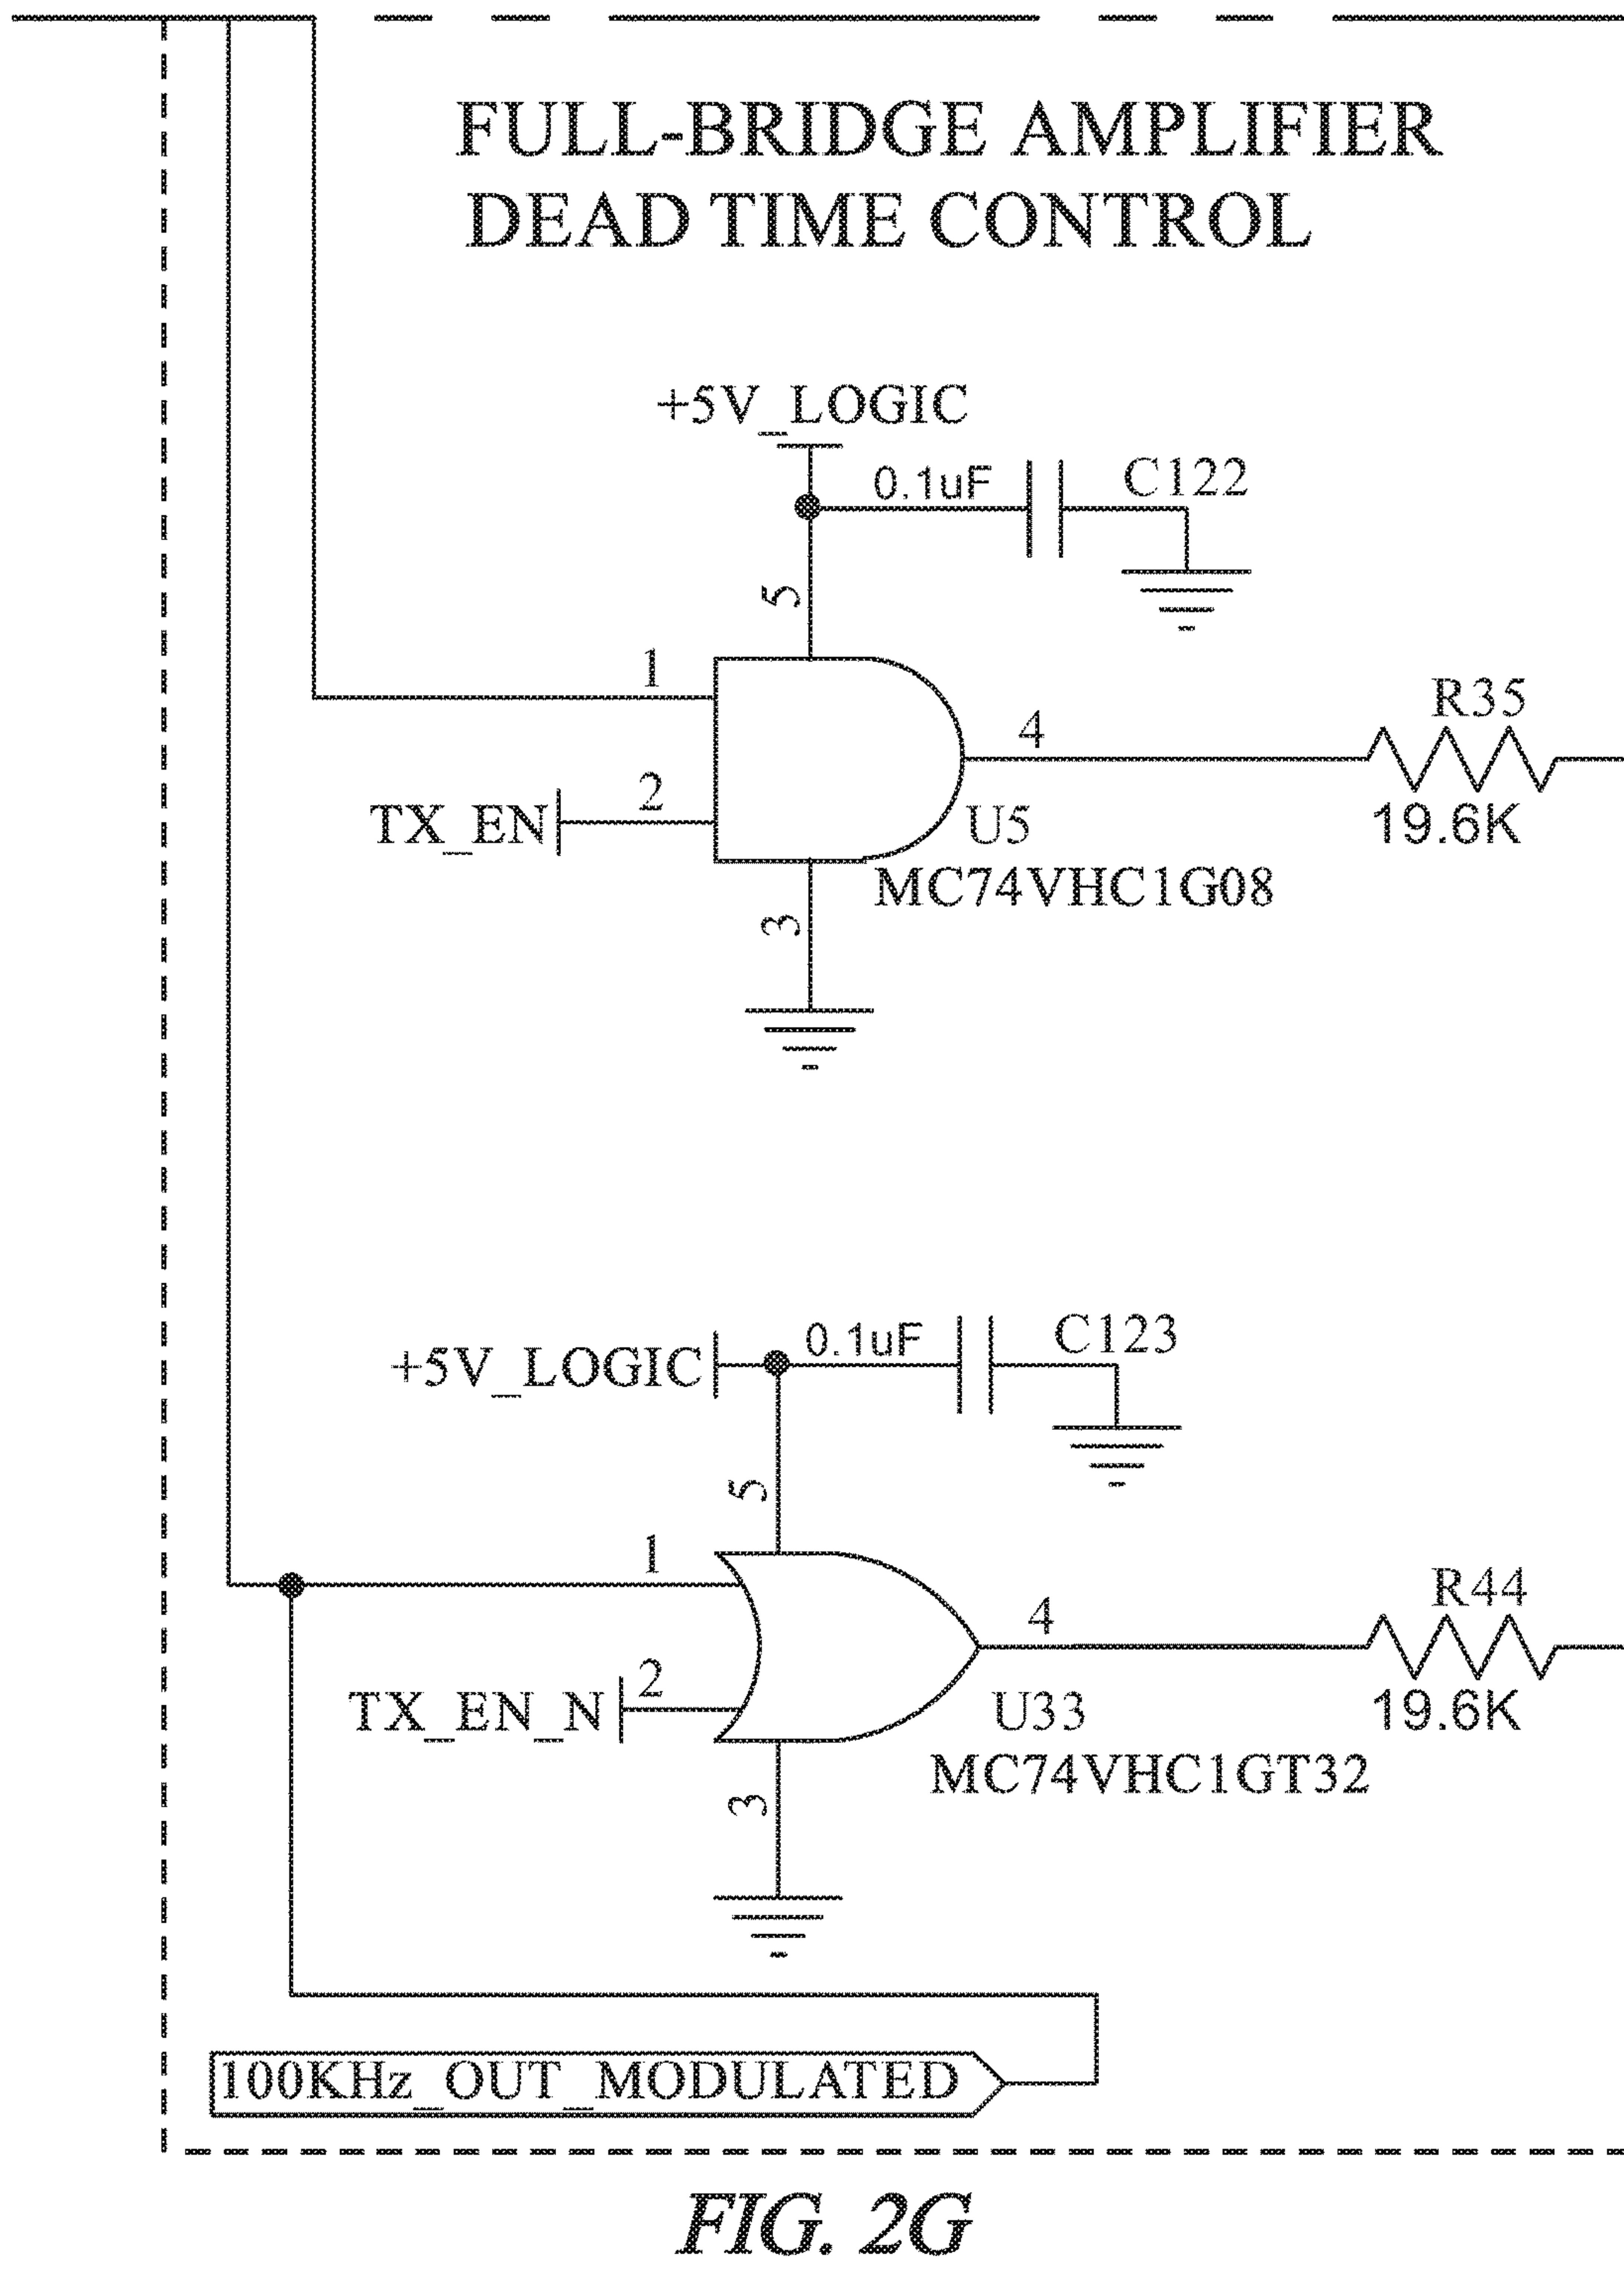 FULL-BRIDGE AMPLIFIER
DEAD TIME CONTROL
+5V_LOGIC
0.1uF
C122
5
1
R35
4
2
TX_EN
U5
19.6K
MC74VHC1G08
3
+5V_LOGIC
0.1uF
C123
5
1
R44
4
2
TX_EN_N
U33
19.6K
MC74VHC1GT32
3
100KHz_OUT_MODULATED
FIG. 2G